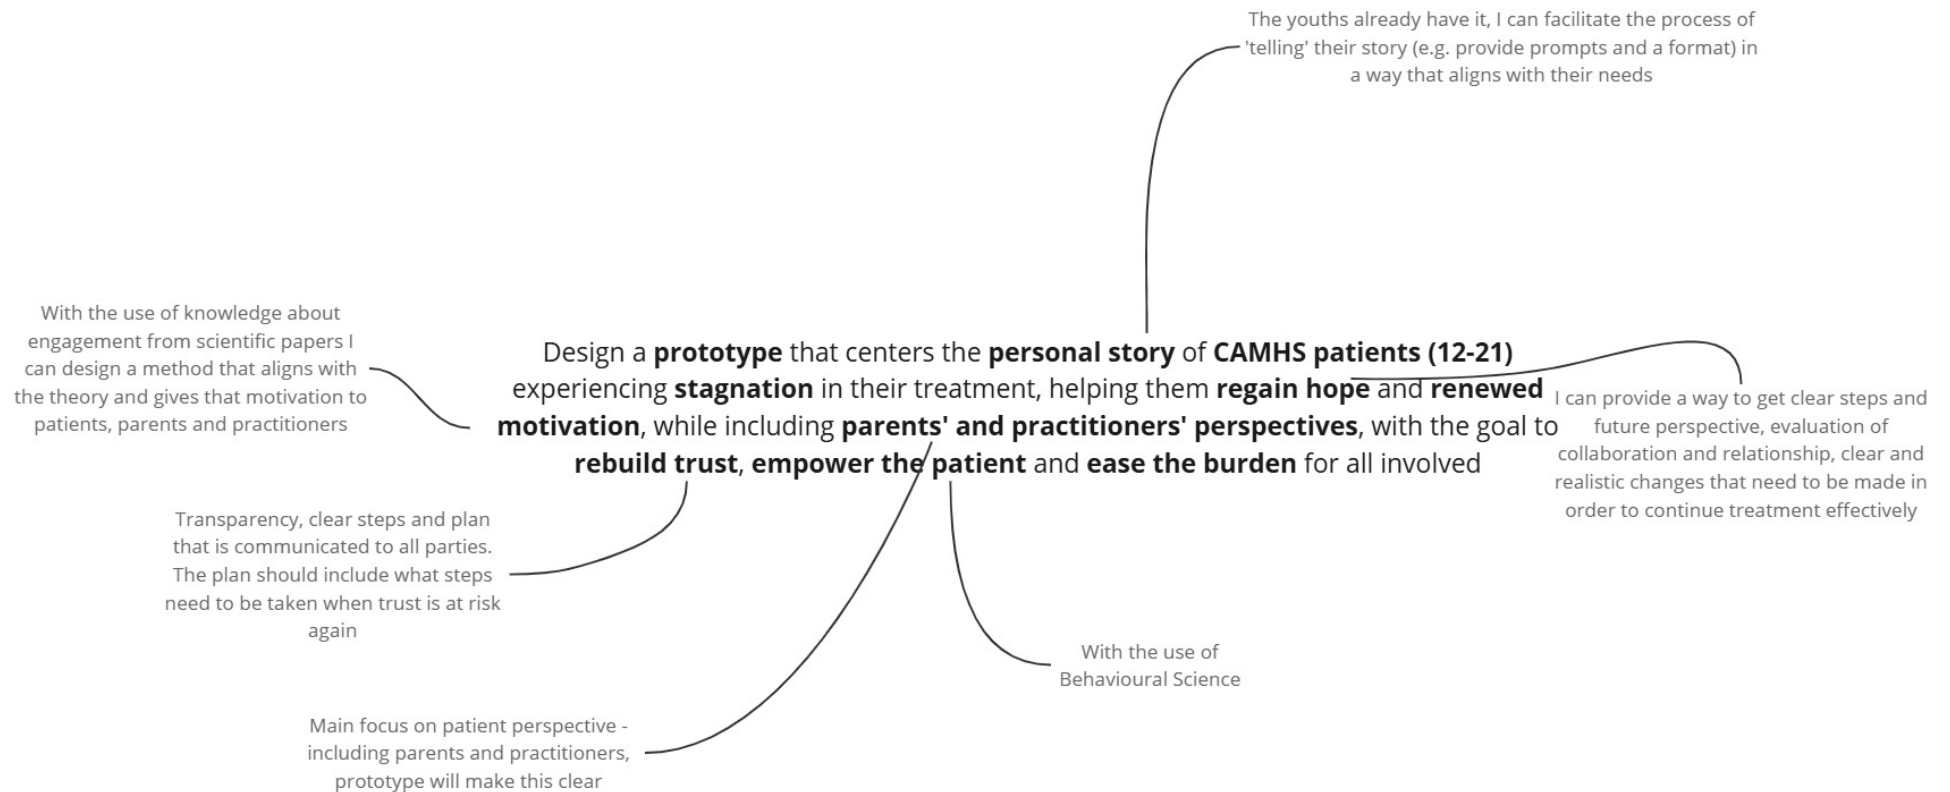 The youths already have it, I can facilitate the process of
'telling' their story (e.g. provide prompts and a format) in
a way that aligns with their needs
With the use of knowledge about
engagement from scientific papers I
can design a method that aligns with
the theory and gives that motivation to
patients, parents and practitioners
Design a prototype that centers the personal story of CAMHS patients (12-21)
experiencing stagnation in their treatment, helping them regain hope and renewed
motivation, while including parents' and practitioners' perspectives, with the goal to
rebuild trust, empower the patient and ease the burden for all involved
I can provide a way to get clear steps and
future perspective, evaluation of
collaboration and relationship, clear and
realistic changes that need to be made in
order to continue treatment effectively
Transparency, clear steps and plan
that is communicated to all parties.
The plan should include what steps
need to be taken when trust is at risk
again
With the use of
Behavioural Science
Main focus on patient perspective -
including parents and practitioners,
prototype will make this clear